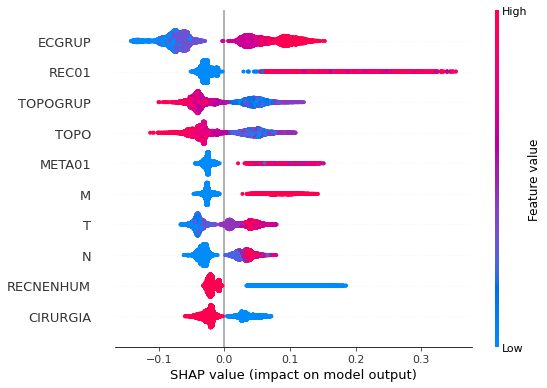 High
ECGRUP
REC01
TOPOGRUP
TOPO
META01
M
T
N
RECNENHUM
CIRURGIA
Feature value
Low
−0.1 0.0 0.1 0.2 0.3
SHAP value (impact on model output)